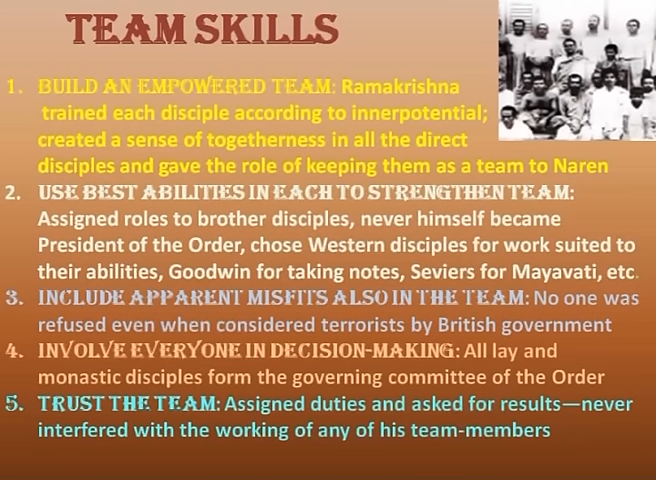 TEAM SKILLS
1. BUILD AN EMPOWERED TEAM: Ramakrishna
trained each disciple according to innerpotential;
created a sense of togetherness in all the direct
disciples and gave the role of keeping them as a team to Naren
2. USE BEST ABILITIES IN EACH TO STRENGTHEN TEAM:
Assigned roles to brother disciples, never himself became
President of the Order, chose Western disciples for work suited to
their abilities, Goodwin for taking notes, Seviers for Mayavati, etc.
3. INCLUDE APPARENT MISFITS ALSO IN THE TEAM: No one was
refused even when considered terrorists by British government
4. INVOLVE EVERYONE IN DECISION-MAKING: All lay and
monastic disciples form the governing committee of the Order
5. TRUST THE TEAM: Assigned duties and asked for results—never
interfered with the working of any of his team-members